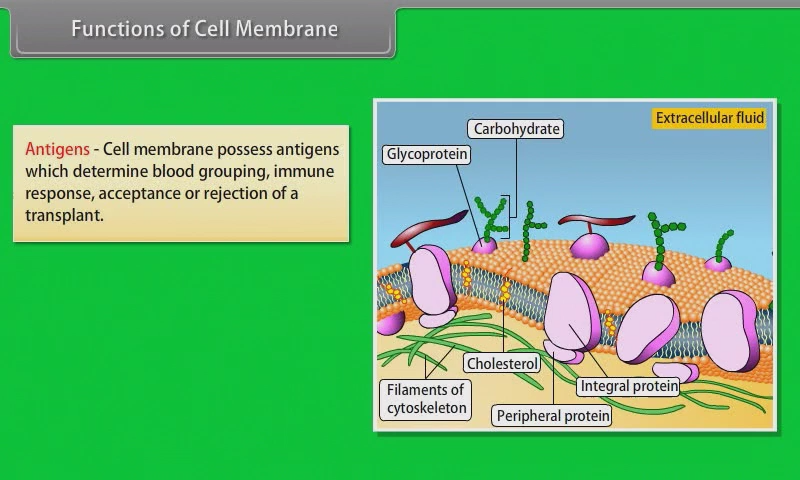 Functions of Cell Membrane
Antigens - Cell membrane possess antigens
which determine blood grouping, immune
response, acceptance or rejection of a
transplant.
Extracellular fluid
Carbohydrate
Glycoprotein
Cholesterol
Integral protein
Filaments of
cytoskeleton
Peripheral protein